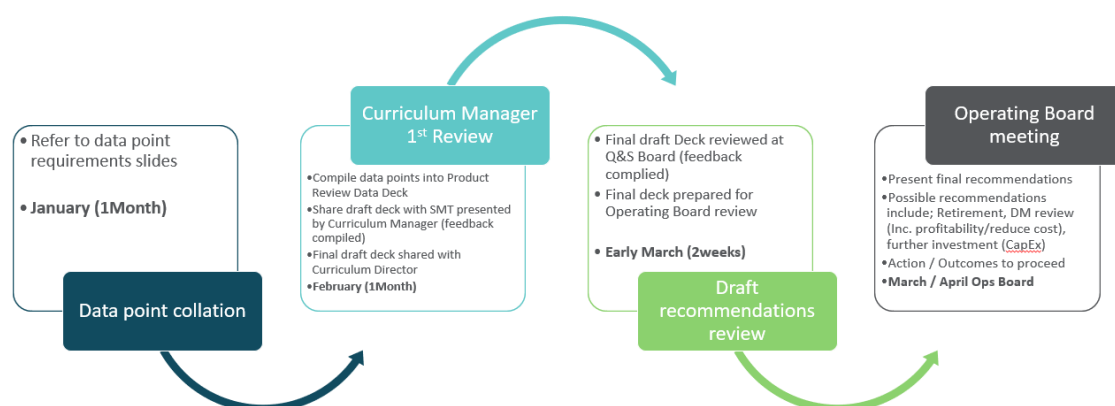 • Refer to data point
requirements slides
• January (1Month)
Data point collation
Curriculum Manager
1st Review
•Compile data points into Product
Review Data Deck
•Share draft deck with SMT presented
by Curriculum Manager (feedback
compiled)
•Final draft deck shared with
Curriculum Director
•February (1Month)
• Final draft Deck reviewed at
Q&S Board (feedback
complied)
• Final deck prepared for
Operating Board review
• Early March (2weeks)
Draft
recommendations
review
Operating Board
meeting
•Present final recommendations
•Possible recommendations
include; Retirement, DM review
(Inc. profitability/reduce cost),
further investment (CapEx)
•Action / Outcomes to proceed
•March / April Ops Board